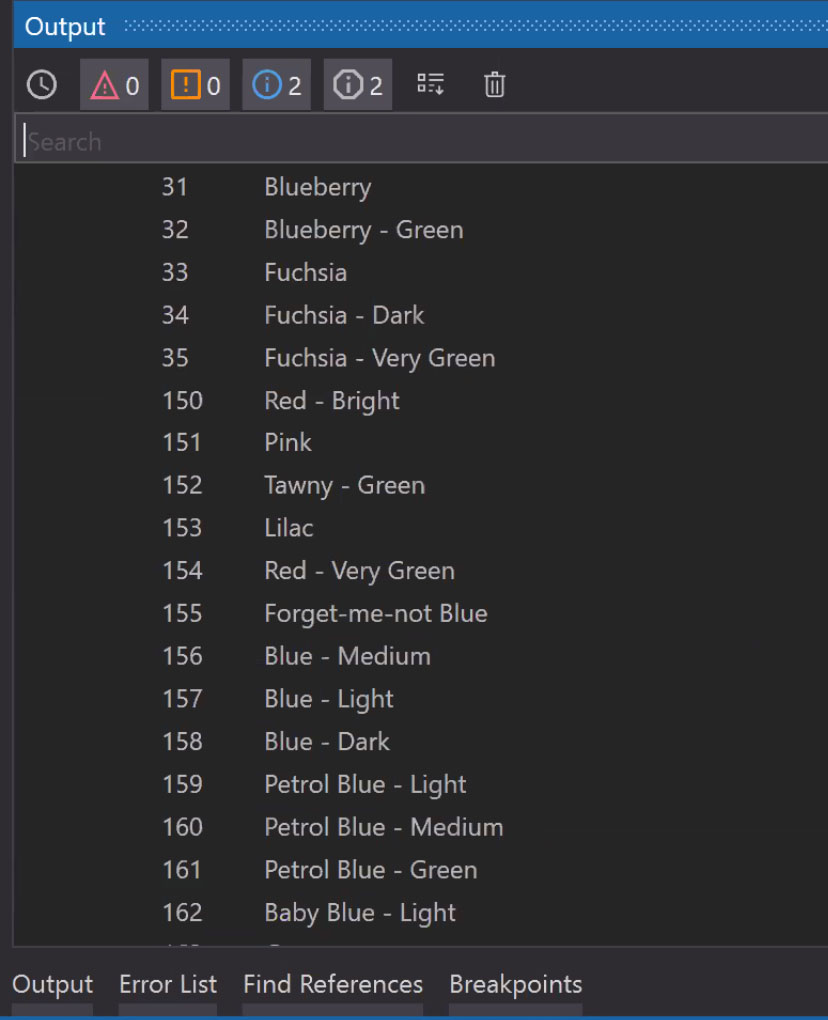 Output
0 0 2 2
Search
31 Blueberry
32 Blueberry - Green
33 Fuchsia
34 Fuchsia - Dark
35 Fuchsia - Very Green
150 Red - Bright
151 Pink
152 Tawny - Green
153 Lilac
154 Red - Very Green
155 Forget-me-not Blue
156 Blue - Medium
157 Blue - Light
158 Blue - Dark
159 Petrol Blue - Light
160 Petrol Blue - Medium
161 Petrol Blue - Green
162 Baby Blue - Light
Output Error List Find References Breakpoints